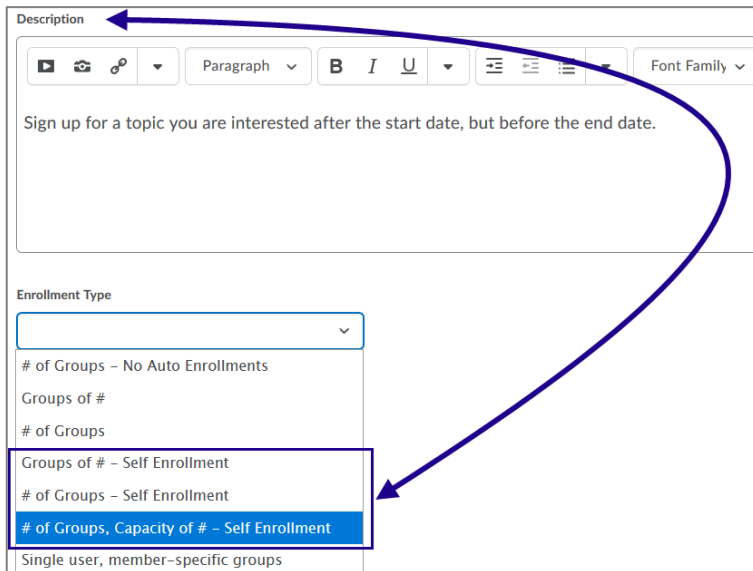 Description
Paragraph B I U Font Family
Sign up for a topic you are interested after the start date, but before the end date.
Enrollment Type
# of Groups – No Auto Enrollments
Groups of #
# of Groups
Groups of # – Self Enrollment
# of Groups – Self Enrollment
# of Groups, Capacity of # – Self Enrollment
Single user, member–specific groups